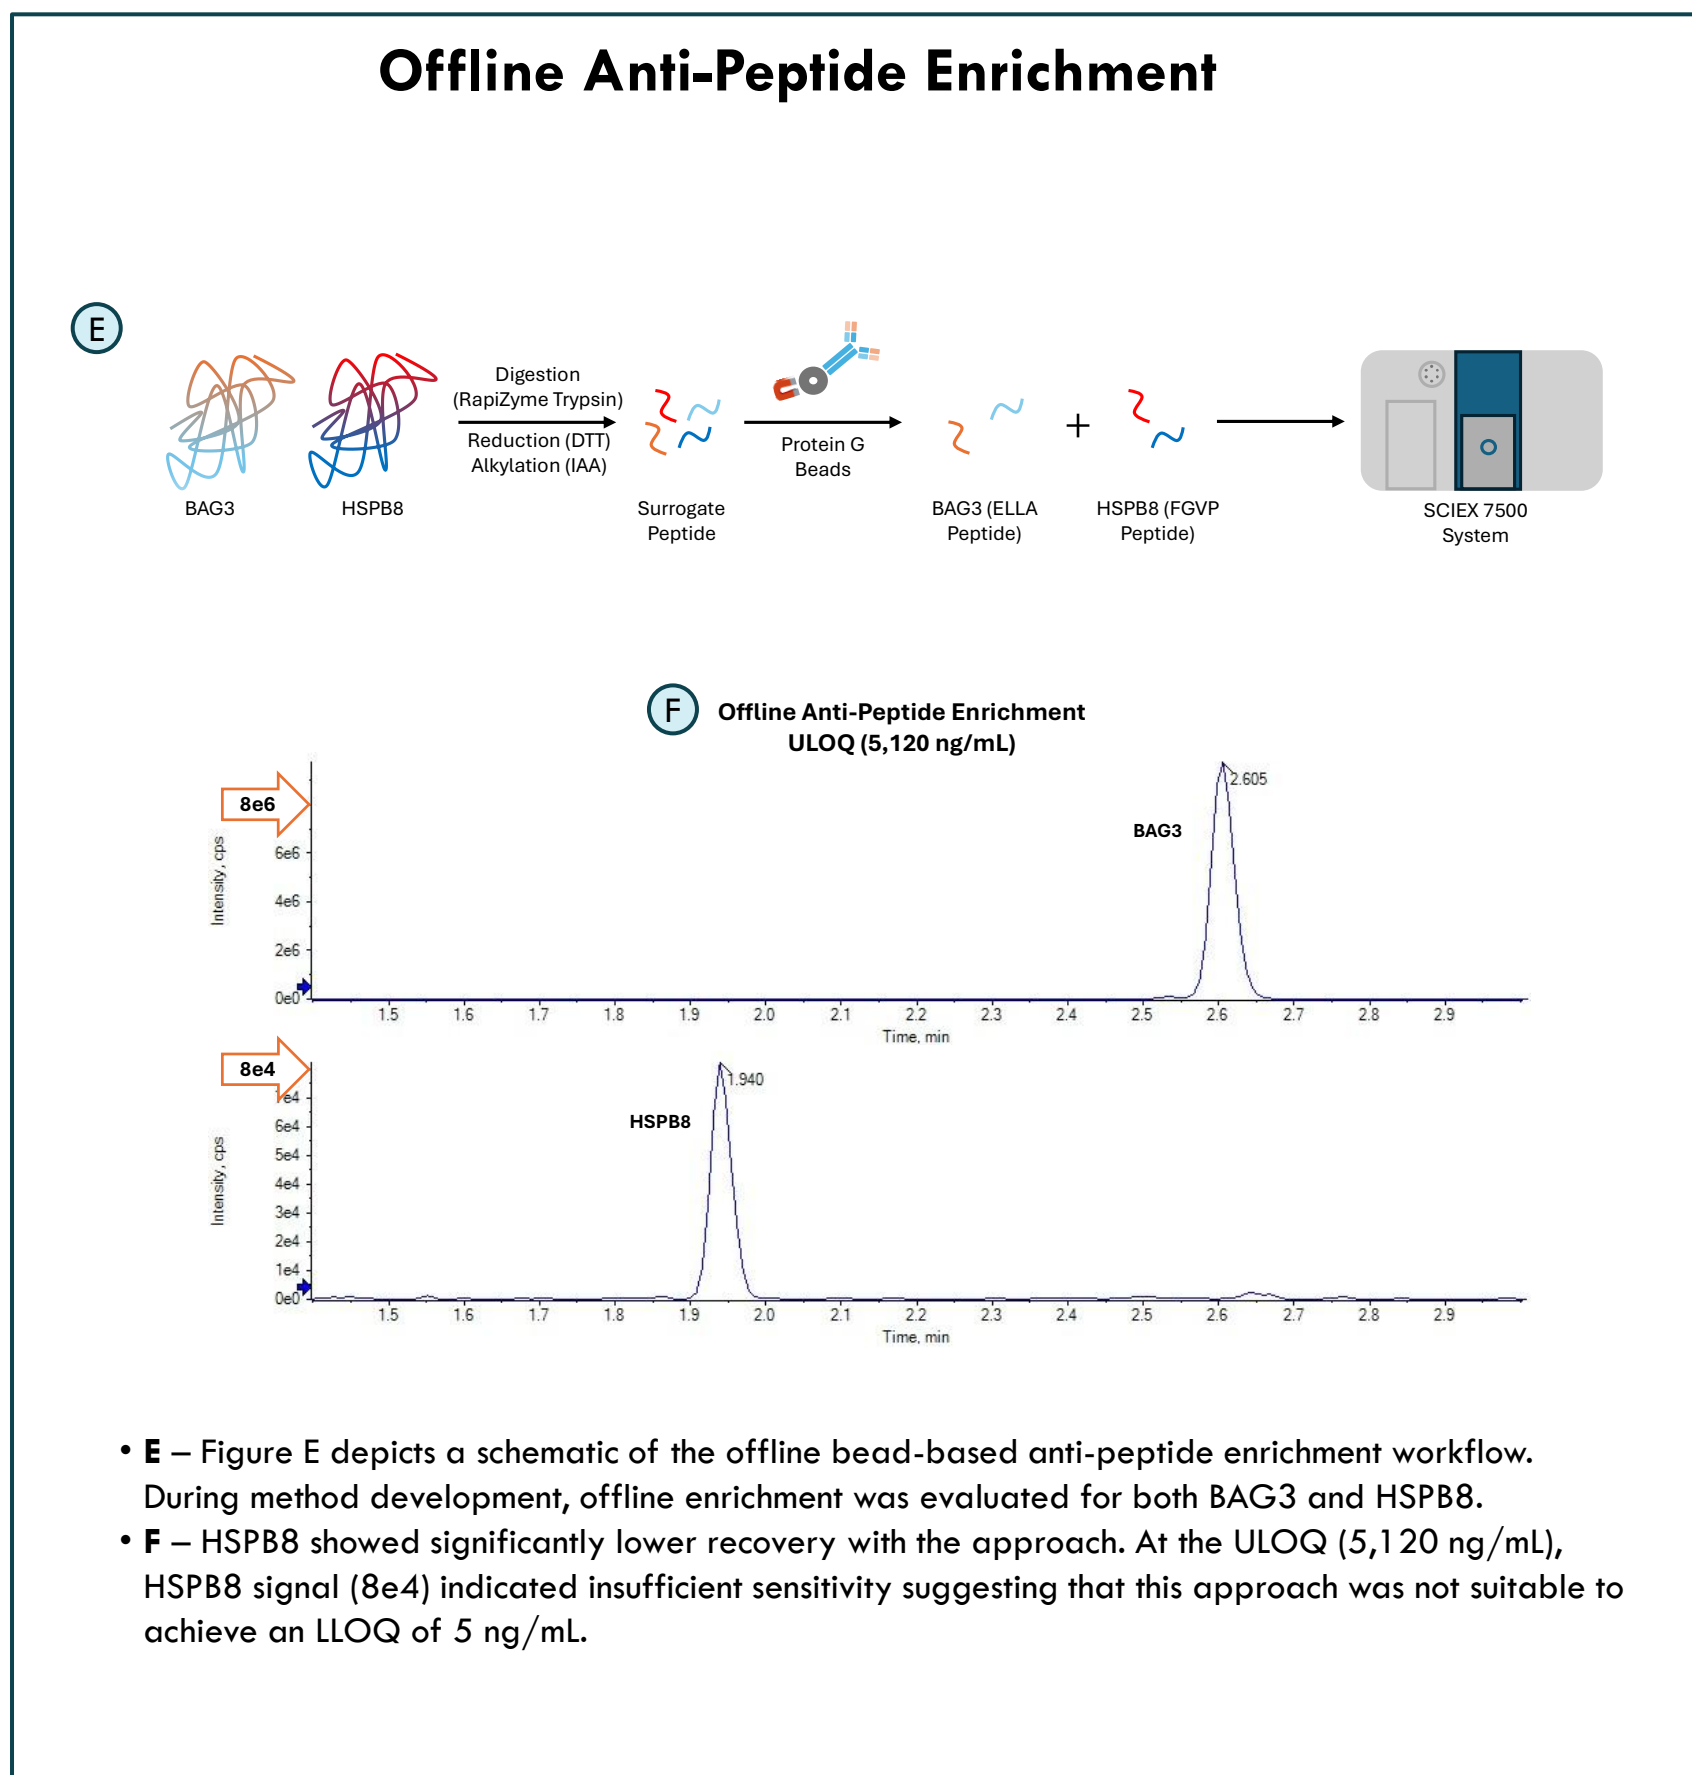 Offline Anti-Peptide Enrichment
E
Digestion
(RapiZyme Trypsin)
Reduction (DTT)
Alkylation (IAA)
Protein G
Beads
BAG3
HSPB8
Surrogate
Peptide
BAG3 (ELLA
Peptide)
+
HSPB8 (FGVP
Peptide)
SCIEX 7500
System
F
Offline Anti-Peptide Enrichment
ULOQ (5,120 ng/mL)
8e6
2.605
BAG3
Intensity, cps
6e6
4e6
2e6
0e0
1.5 1.6 1.7 1.8 1.9 2.0 2.1 2.2 2.3 2.4 2.5 2.6 2.7 2.8 2.9
Time, min
8e4
1.940
HSPB8
Intensity, cps
6e4
5e4
4e4
3e4
2e4
1e4
0e0
1.5 1.6 1.7 1.8 1.9 2.0 2.1 2.2 2.3 2.4 2.5 2.6 2.7 2.8 2.9
Time, min
• E – Figure E depicts a schematic of the offline bead-based anti-peptide enrichment workflow.
During method development, offline enrichment was evaluated for both BAG3 and HSPB8.
• F – HSPB8 showed significantly lower recovery with the approach. At the ULOQ (5,120 ng/mL),
HSPB8 signal (8e4) indicated insufficient sensitivity suggesting that this approach was not suitable to
achieve an LLOQ of 5 ng/mL.